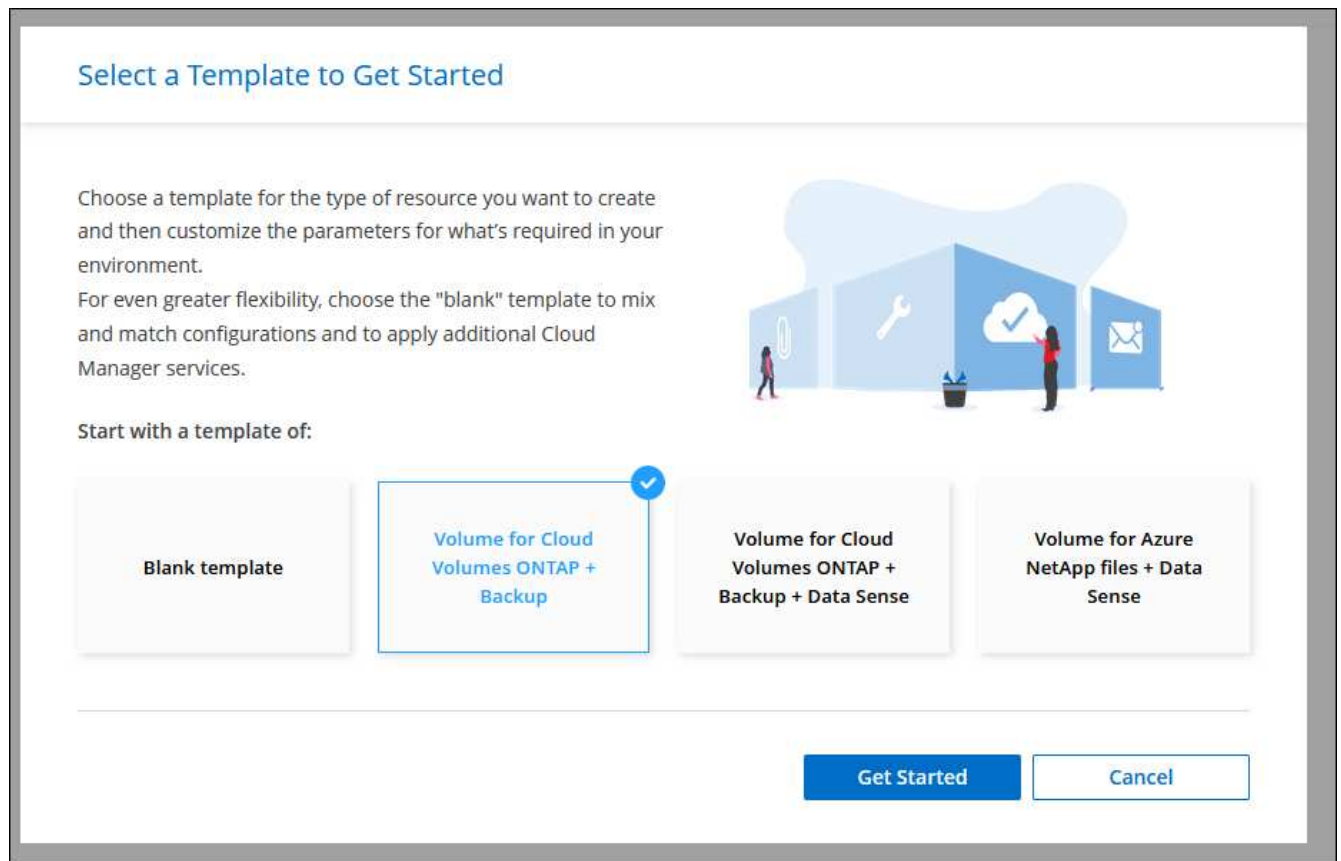 Select a Template to Get Started
Choose a template for the type of resource you want to create
and then customize the parameters for what's required in your
environment.
For even greater flexibility, choose the "blank" template to mix
and match configurations and to apply additional Cloud
Manager services.
Start with a template of:
Blank template
Volume for Cloud
Volumes ONTAP +
Backup
Volume for Cloud
Volumes ONTAP +
Backup + Data Sense
Volume for Azure
NetApp files + Data
Sense
Get Started
Cancel